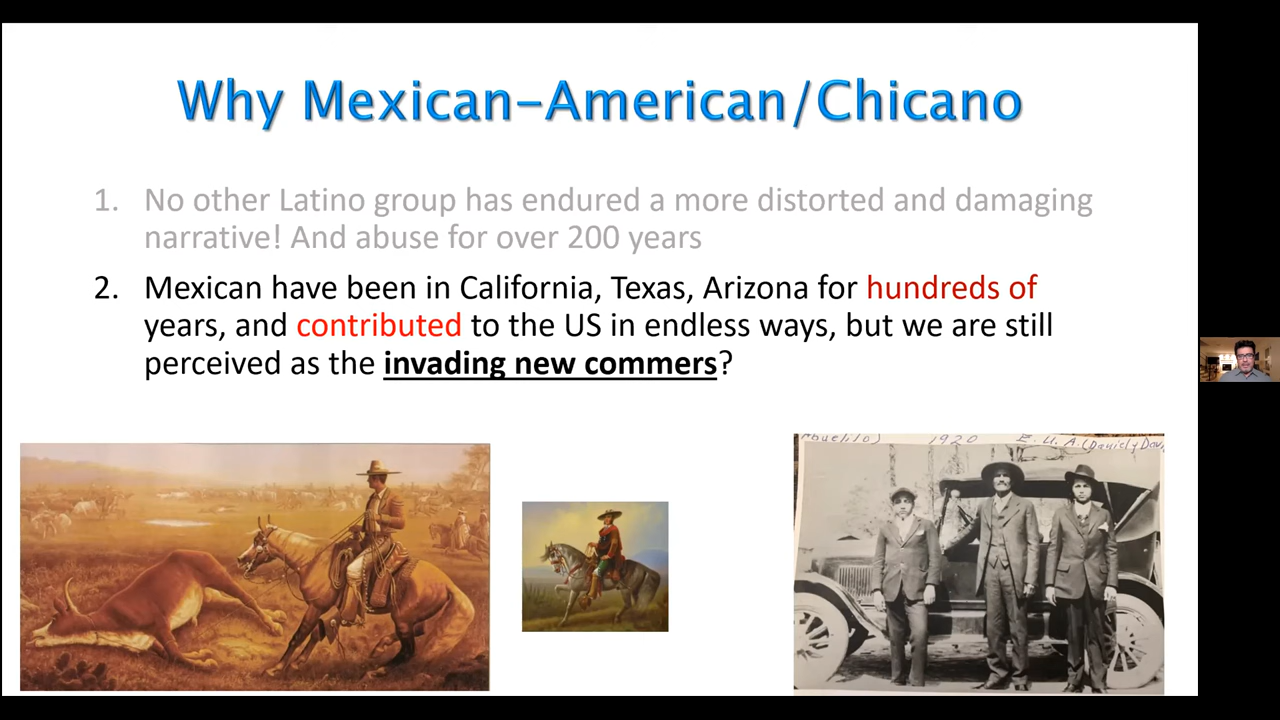 Why Mexican-American/Chicano
1. No other Latino group has endured a more distorted and damaging
narrative! And abuse for over 200 years
2. Mexican have been in California, Texas, Arizona for hundreds of
years, and contributed to the US in endless ways, but we are still
perceived as the invading new commers?
1920 E. U. A. (Daniel y